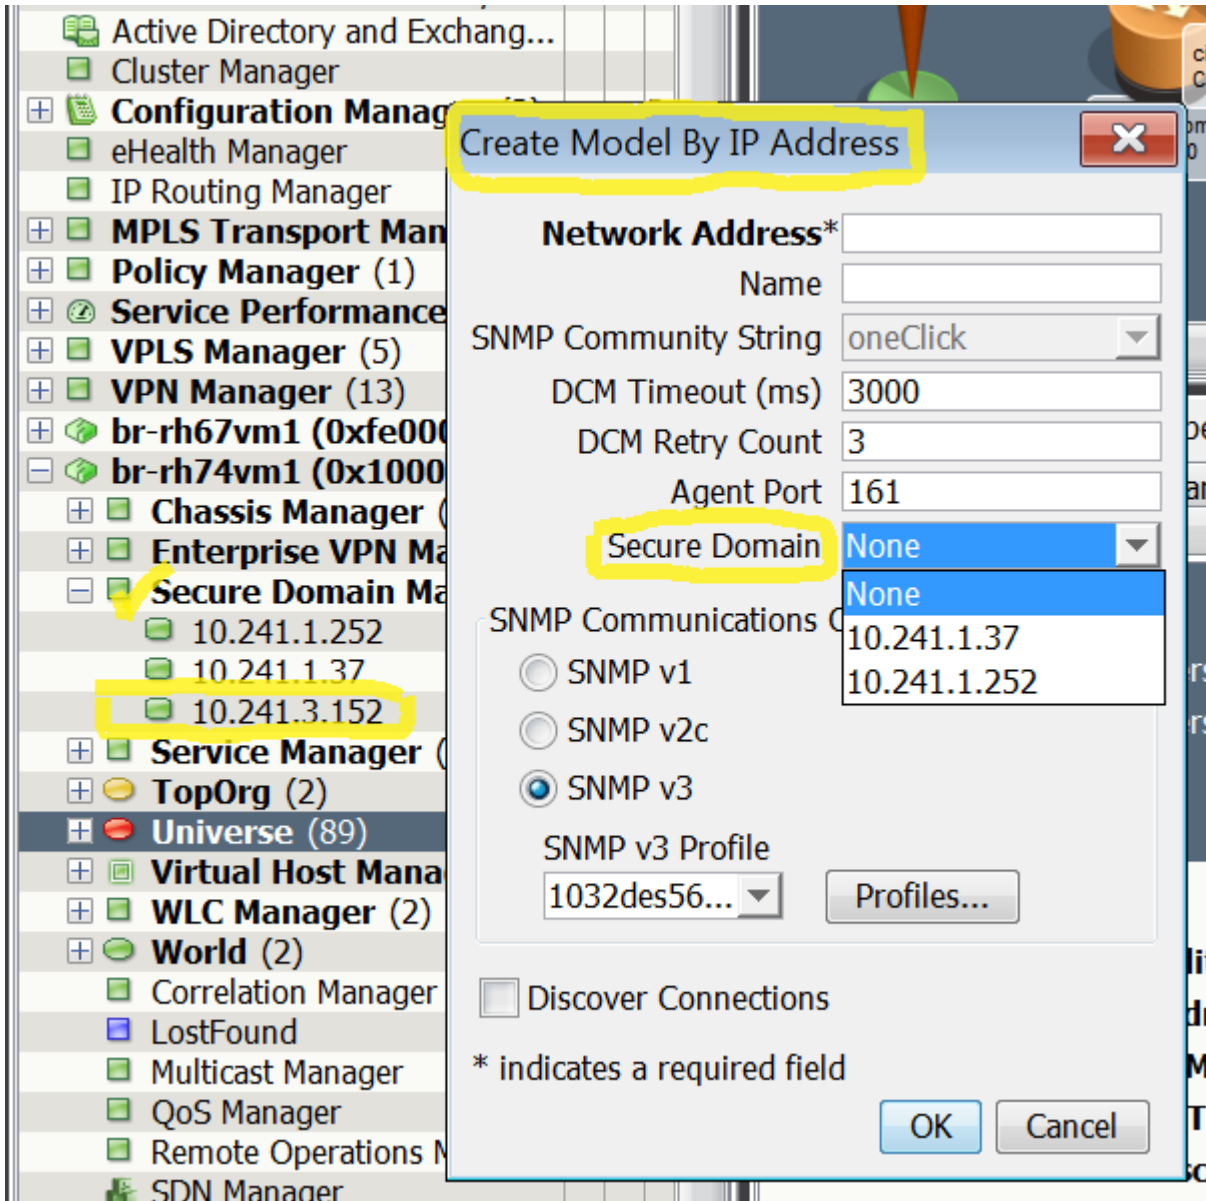 Active Directory and Exchang...
Cluster Manager
Configuration Manag
eHealth Manager
IP Routing Manager
MPLS Transport Man
Policy Manager (1)
Service Performance
VPLS Manager (5)
VPN Manager (13)
br-rh67vm1 (0xfe000
br-rh74vm1 (0x1000
Chassis Manager (
Enterprise VPN Ma
Secure Domain Ma
10.241.1.252
10.241.1.37
10.241.3.152
Service Manager (
TopOrg (2)
Universe (89)
Virtual Host Mana
WLC Manager (2)
World (2)
Correlation Manager
LostFound
Multicast Manager
QoS Manager
Remote Operations M
SDN Manager
Create Model By IP Address
Network Address*
Name
SNMP Community String oneClick
DCM Timeout (ms) 3000
DCM Retry Count 3
Agent Port 161
Secure Domain None
None
10.241.1.37
10.241.1.252
SNMP Communications
SNMP v1
SNMP v2c
SNMP v3
SNMP v3 Profile
1032des56... Profiles...
Discover Connections
* indicates a required field
OK Cancel